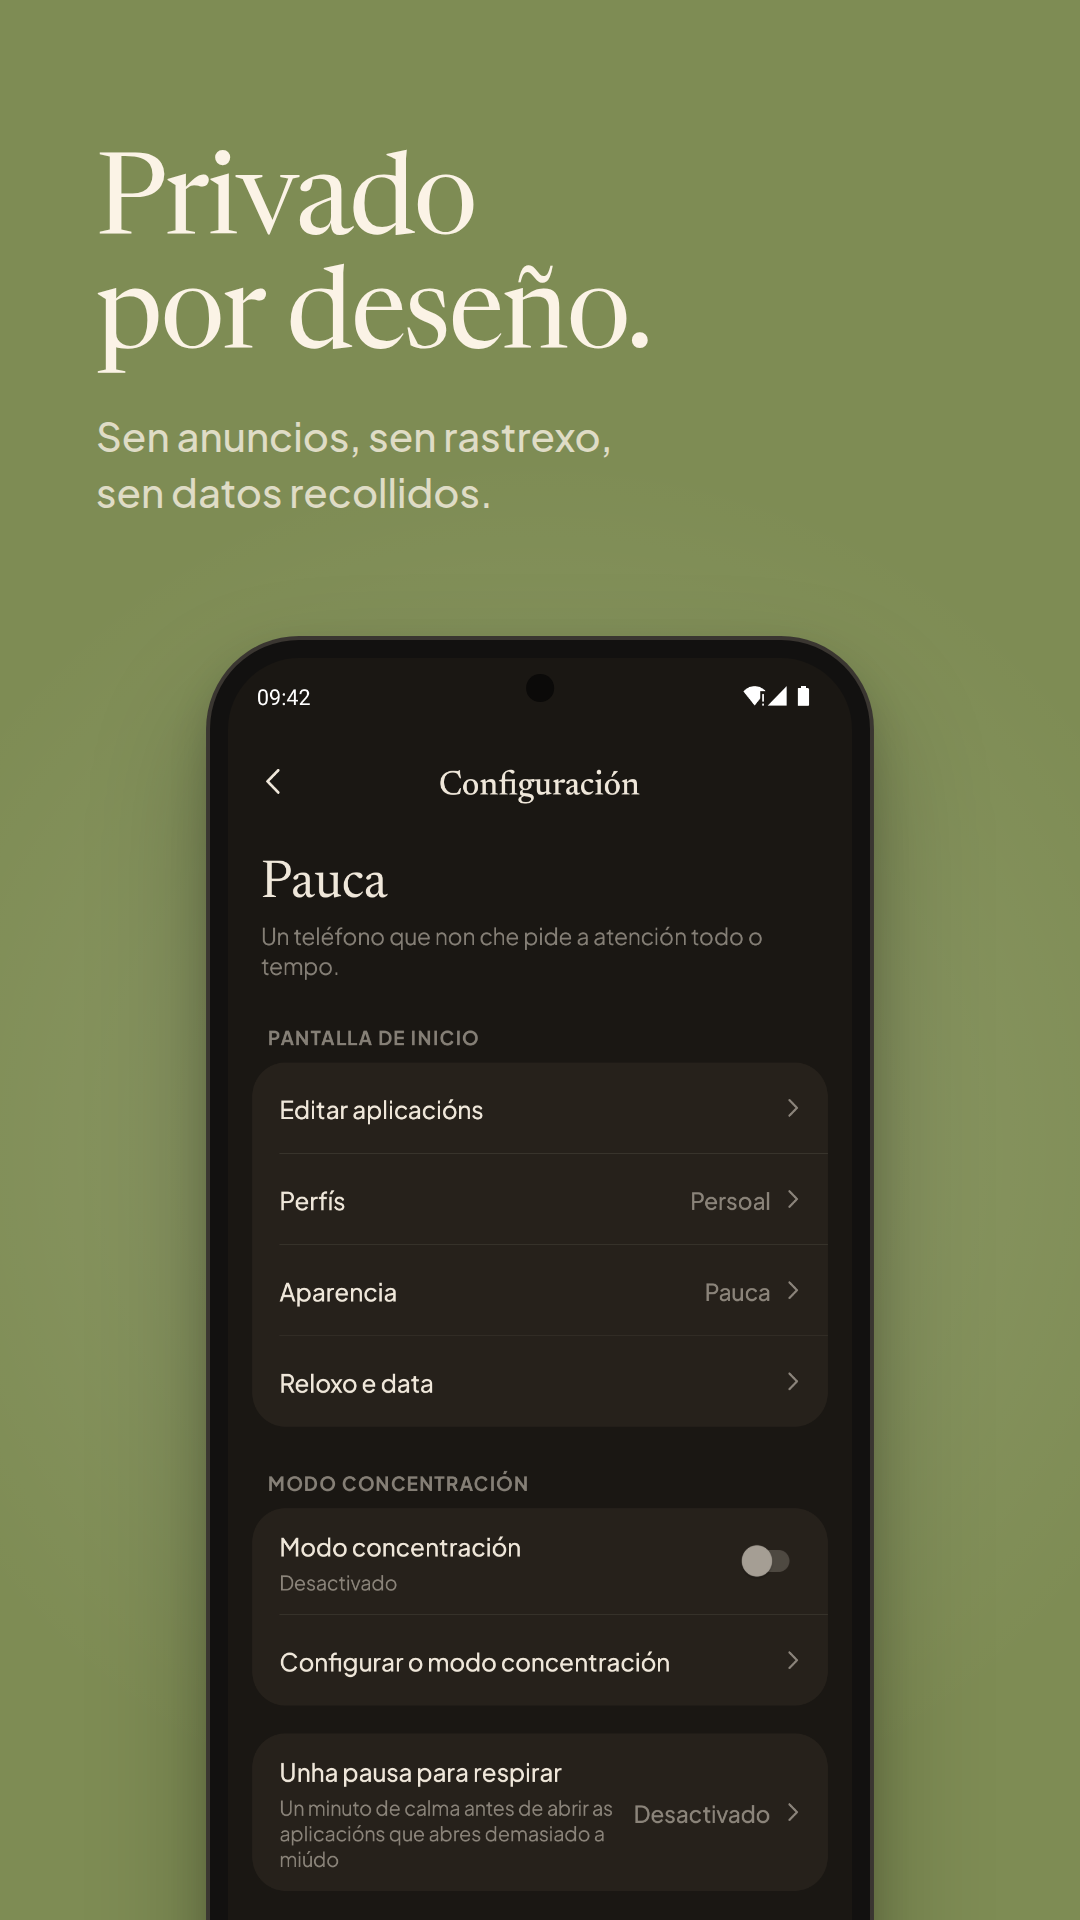 Privado
por deseño.
Sen anuncios, sen rastrexo,
sen datos recollidos.
09:42
Configuración
Pauca
Un teléfono que non che pide a atención todo o
tempo.
PANTALLA DE INICIO
Editar aplicacións
Perfís Persoal
Aparencia Pauca
Reloxo e data
MODO CONCENTRACIÓN
Modo concentración
Desactivado
Configurar o modo concentración
Unha pausa para respirar
Un minuto de calma antes de abrir as
aplicacións que abres demasiado a
miúdo
Desactivado